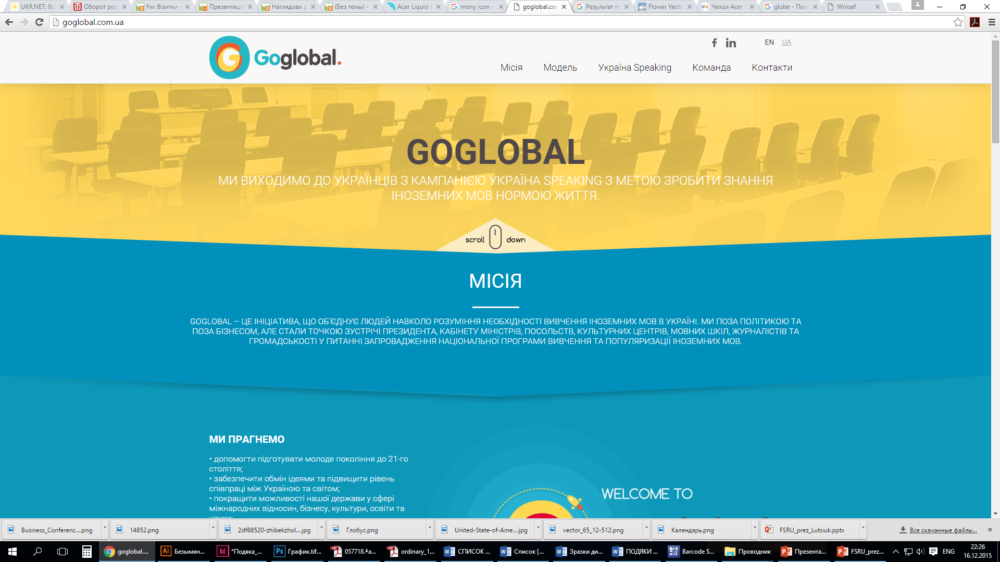 UKR.NET: Вс
Оборот роз
Fw: Візитки
Презентаци
Наглядова р
(Без темы)
Acer Liquid
mony icon -
goglobal.co
Результат п
Flower Vecto
Чехол Acer
globe - Пои
Wnisef
goglobal.com.ua
EN UA
Goglobal.
Місія Модель Україна Speaking Команда Контакти
GOGLOBAL
МИ ВИХОДИМО ДО УКРАЇНЦІВ З КАМПАНІЄЮ УКРАЇНА SPEAKING З МЕТОЮ ЗРОБИТИ ЗНАННЯ
ІНОЗЕМНИХ МОВ НОРМОЮ ЖИТТЯ.
scroll down
МІСІЯ
GOGLOBAL – ЦЕ ІНІЦІАТИВА, ЩО ОБ'ЄДНУЄ ЛЮДЕЙ НАВКОЛО РОЗУМІННЯ НЕОБХІДНОСТІ ВИВЧЕННЯ ІНОЗЕМНИХ МОВ В УКРАЇНІ. МИ ПОЗА ПОЛІТИКОЮ ТА
ПОЗА БІЗНЕСОМ, АЛЕ СТАЛИ ТОЧКОЮ ЗУСТРІЧІ ПРЕЗИДЕНТА, КАБІНЕТУ МІНІСТРІВ, ПОСОЛЬСТВ, КУЛЬТУРНИХ ЦЕНТРІВ, МОВНИХ ШКІЛ, ЖУРНАЛІСТІВ ТА
ГРОМАДСЬКОСТІ У ПИТАННІ ЗАПРОВАДЖЕННЯ НАЦІОНАЛЬНОЇ ПРОГРАМИ ВИВЧЕННЯ ТА ПОПУЛЯРИЗАЦІЇ ІНОЗЕМНИХ МОВ.
МИ ПРАГНЕМО
• допомогти підготувати молоде покоління до 21-го
століття;
• забезпечити обмін ідеями та підвищити рівень
співпраці між Україною та світом;
• покращити можливості нашої держави у сфері
міжнародних відносин, бізнесу, культури, освіти та
науки;
WELCOME TO
Business_Conferenc....png
14852.png
2df88520-zhibekzhol....jpg
Глобус.png
United-State-of-Ame....jpg
vector_65_12-512.png
Календарь.png
FSRU_prez_Lutsiuk.pptx
Все скачанные файлы...
goglobal....
Безымян...
*Подяка_...
График.tif...
ordinary_1...
СПИСОК ...
Список [...
Зразки ди...
ПОДЯКИ ...
Barcode S...
Проводник
Презента...
FSRU_prez...
ENG
22:26
16.12.2015